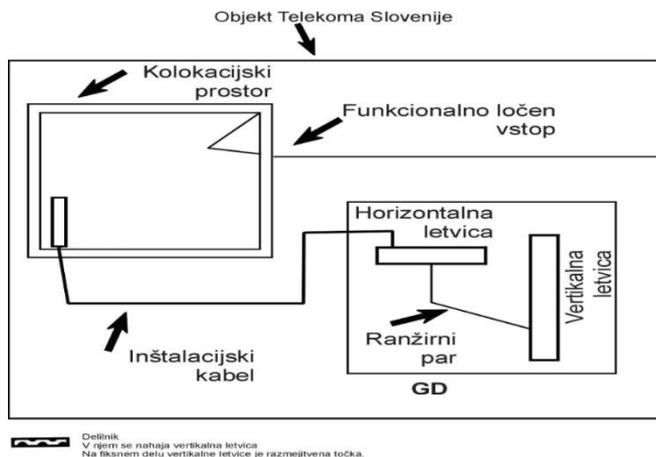 Objekt Telekoma Slovenije
Kolokacijski
prostor
Funkcionalno ločen
vstop
Horizontalna
letvica
Vertikalna
letvica
Ranžirni
par
Inštalacijski
kabel
GD
Delilnik
V njem se nahaja vertikalna letvica
Na fiksnem delu vertikalne letvice je razmejitvena točka.